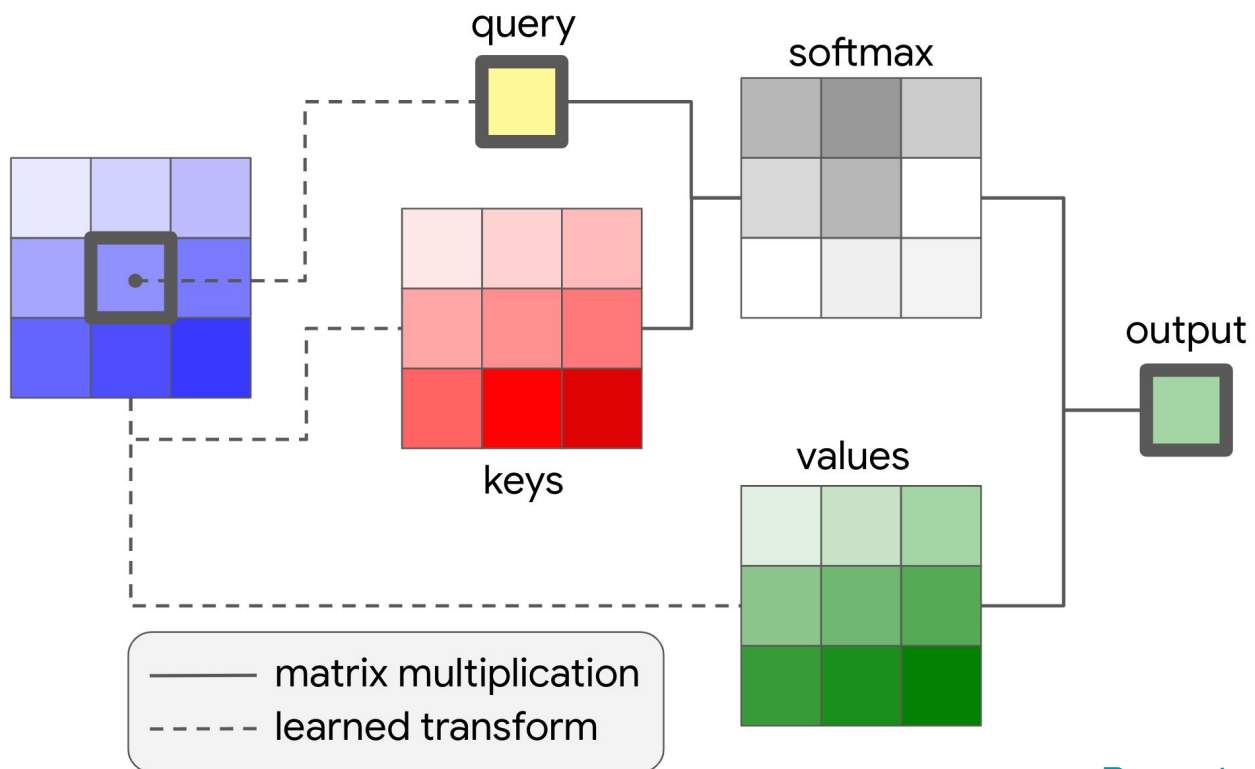 query
softmax
output
keys
values
matrix multiplication
learned transform